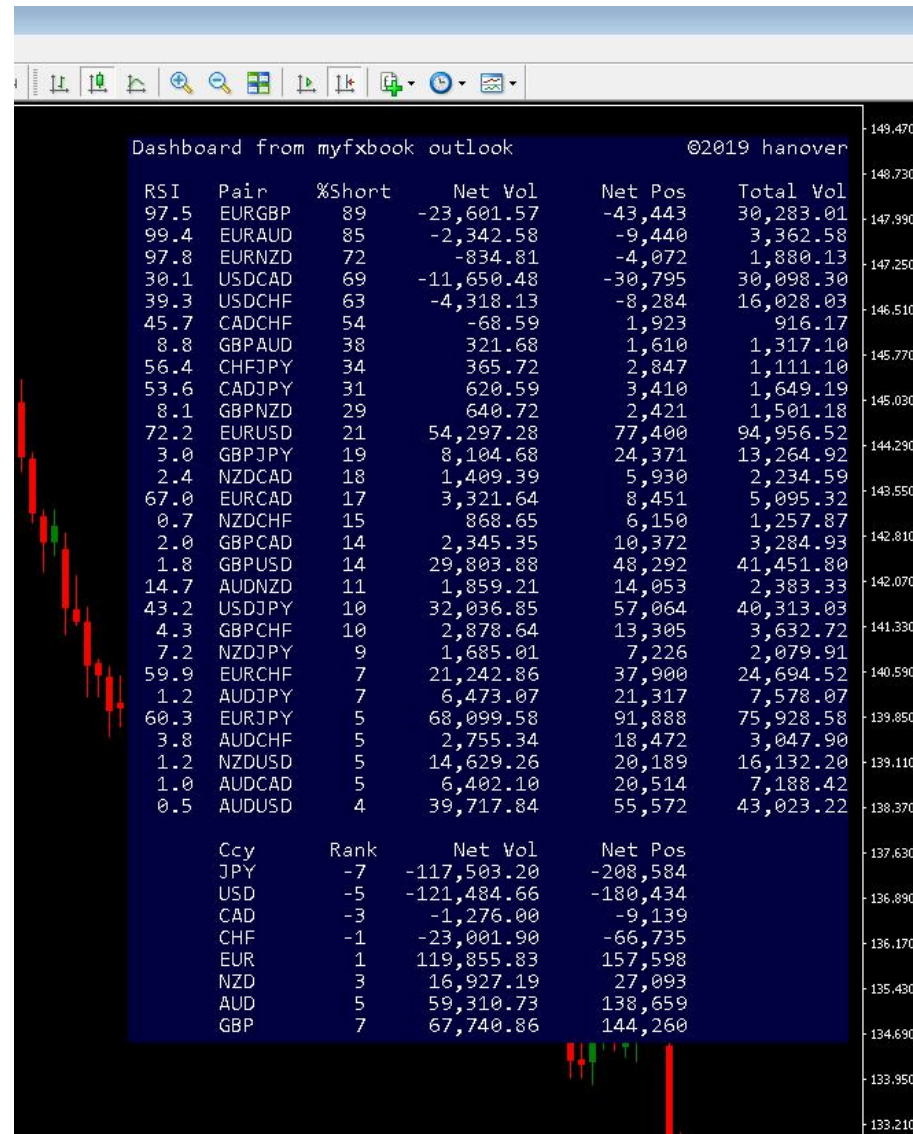 Dashboard from myfxbook outlook ©2019 hanover
RSI Pair %Short Net Vol Net Pos Total Vol
97.5 EURGBP 89 -23,601.57 -43,443 30,283.01
99.4 EURAUD 85 -2,342.58 -9,440 3,362.58
97.8 EURNZD 72 -834.81 -4,072 1,880.13
30.1 USDCAD 69 -11,650.48 -30,795 30,098.30
39.3 USDCHF 63 -4,318.13 -8,284 16,028.03
45.7 CADCHF 54 -68.59 1,923 916.17
8.8 GBPAUD 38 321.68 1,610 1,317.10
56.4 CHFJPY 34 365.72 2,847 1,111.10
53.6 CADJPY 31 620.59 3,410 1,649.19
8.1 GBPNZD 29 640.72 2,421 1,501.18
72.2 EURUSD 21 54,297.28 77,400 94,956.52
3.0 GBPJPY 19 8,104.68 24,371 13,264.92
2.4 NZDCAD 18 1,409.39 5,930 2,234.59
67.0 EURCAD 17 3,321.64 8,451 5,095.32
0.7 NZDCHF 15 868.65 6,150 1,257.87
2.0 GBPCAD 14 2,345.35 10,372 3,284.93
1.8 GBPUSD 14 29,803.88 48,292 41,451.80
14.7 AUDNZD 11 1,859.21 14,053 2,383.33
43.2 USDJPY 10 32,036.85 57,064 40,313.03
4.3 GBPCHF 10 2,878.64 13,305 3,632.72
7.2 NZDJPY 9 1,685.01 7,226 2,079.91
59.9 EURCHF 7 21,242.86 37,900 24,694.52
1.2 AUDJPY 7 6,473.07 21,317 7,578.07
60.3 EURJPY 5 68,099.58 91,888 75,928.58
3.8 AUDCHF 5 2,755.34 18,472 3,047.90
1.2 NZDUSD 5 14,629.26 20,189 16,132.20
1.0 AUDCAD 5 6,402.10 20,514 7,188.42
0.5 AUDUSD 4 39,717.84 55,572 43,023.22
Ccy Rank Net Vol Net Pos
JPY -7 -117,503.20 -208,584
USD -5 -121,484.66 -180,434
CAD -3 -1,276.00 -9,139
CHF -1 -23,001.90 -66,735
EUR 1 119,855.83 157,598
NZD 3 16,927.19 27,093
AUD 5 59,310.73 138,659
GBP 7 67,740.86 144,260
149.470
148.730
147.990
147.250
146.510
145.770
145.030
144.290
143.550
142.810
142.070
141.330
140.590
139.850
139.110
138.370
137.630
136.890
136.170
135.430
134.690
133.950
133.210